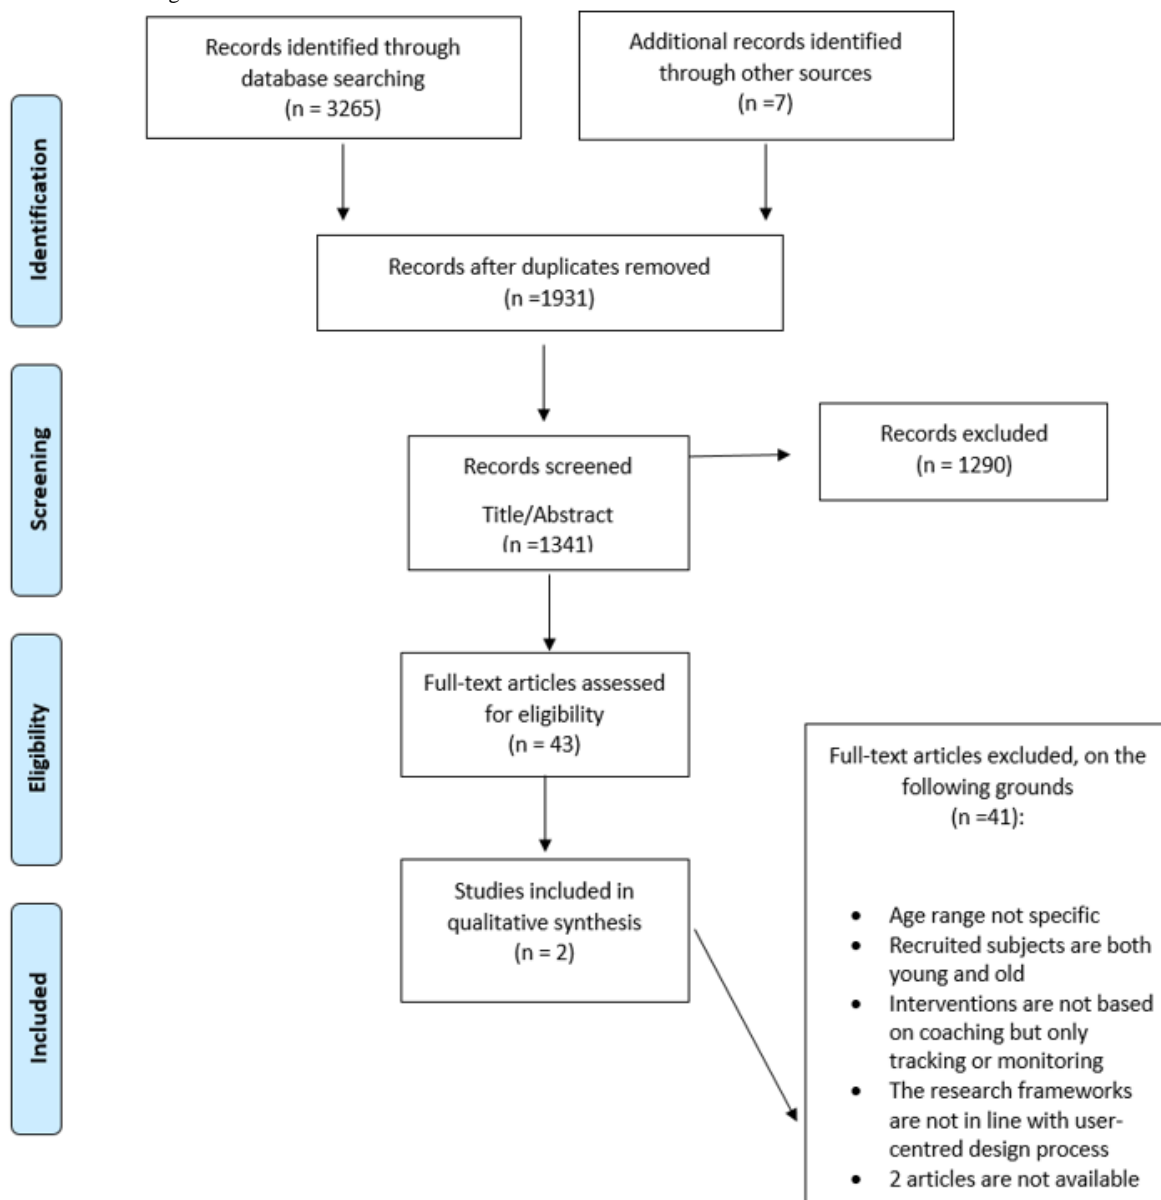 Records identified through
database searching
(n = 3265)
Additional records identified
through other sources
(n =7)
Identification
Records after duplicates removed
(n =1931)
Screening
Records screened
Title/Abstract
(n =1341)
Records excluded
(n = 1290)
Eligibility
Full-text articles assessed
for eligibility
(n = 43)
Full-text articles excluded, on the
following grounds
(n =41):
• Age range not specific
• Recruited subjects are both
young and old
• Interventions are not based
on coaching but only
tracking or monitoring
• The research frameworks
are not in line with user-
centred design process
• 2 articles are not available
Included
Studies included in
qualitative synthesis
(n = 2)